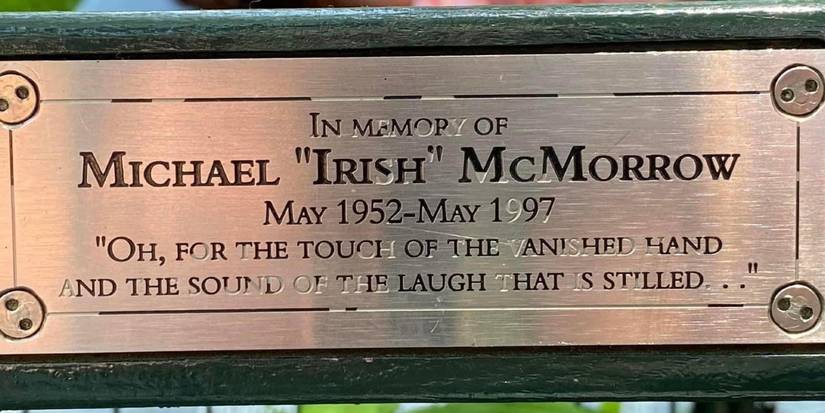 In memory of
Michael "Irish" McMorrow
May 1952-May 1997
"Oh, for the touch of the vanished hand
and the sound of the laugh that is stilled. . ."